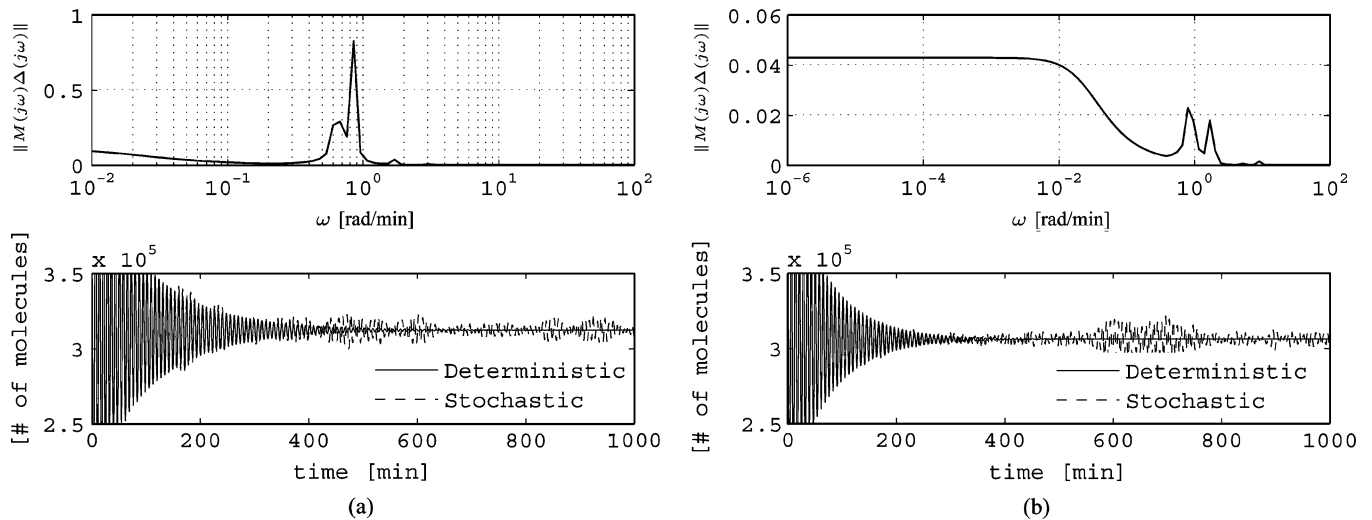 1
0.5
0
‖M(jω)Δ(jω)‖
10^-2
10^-1
10^0
10^1
10^2
ω [rad/min]
x 10^5
3.5
3
2.5
[# of molecules]
Deterministic
Stochastic
0
200
400
600
800
1000
time [min]
(a)
0.06
0.04
0.02
0
‖M(jω)Δ(jω)‖
10^-6
10^-4
10^-2
10^0
10^2
ω [rad/min]
x 10^5
3.5
3
2.5
[# of molecules]
Deterministic
Stochastic
0
200
400
600
800
1000
time [min]
(b)